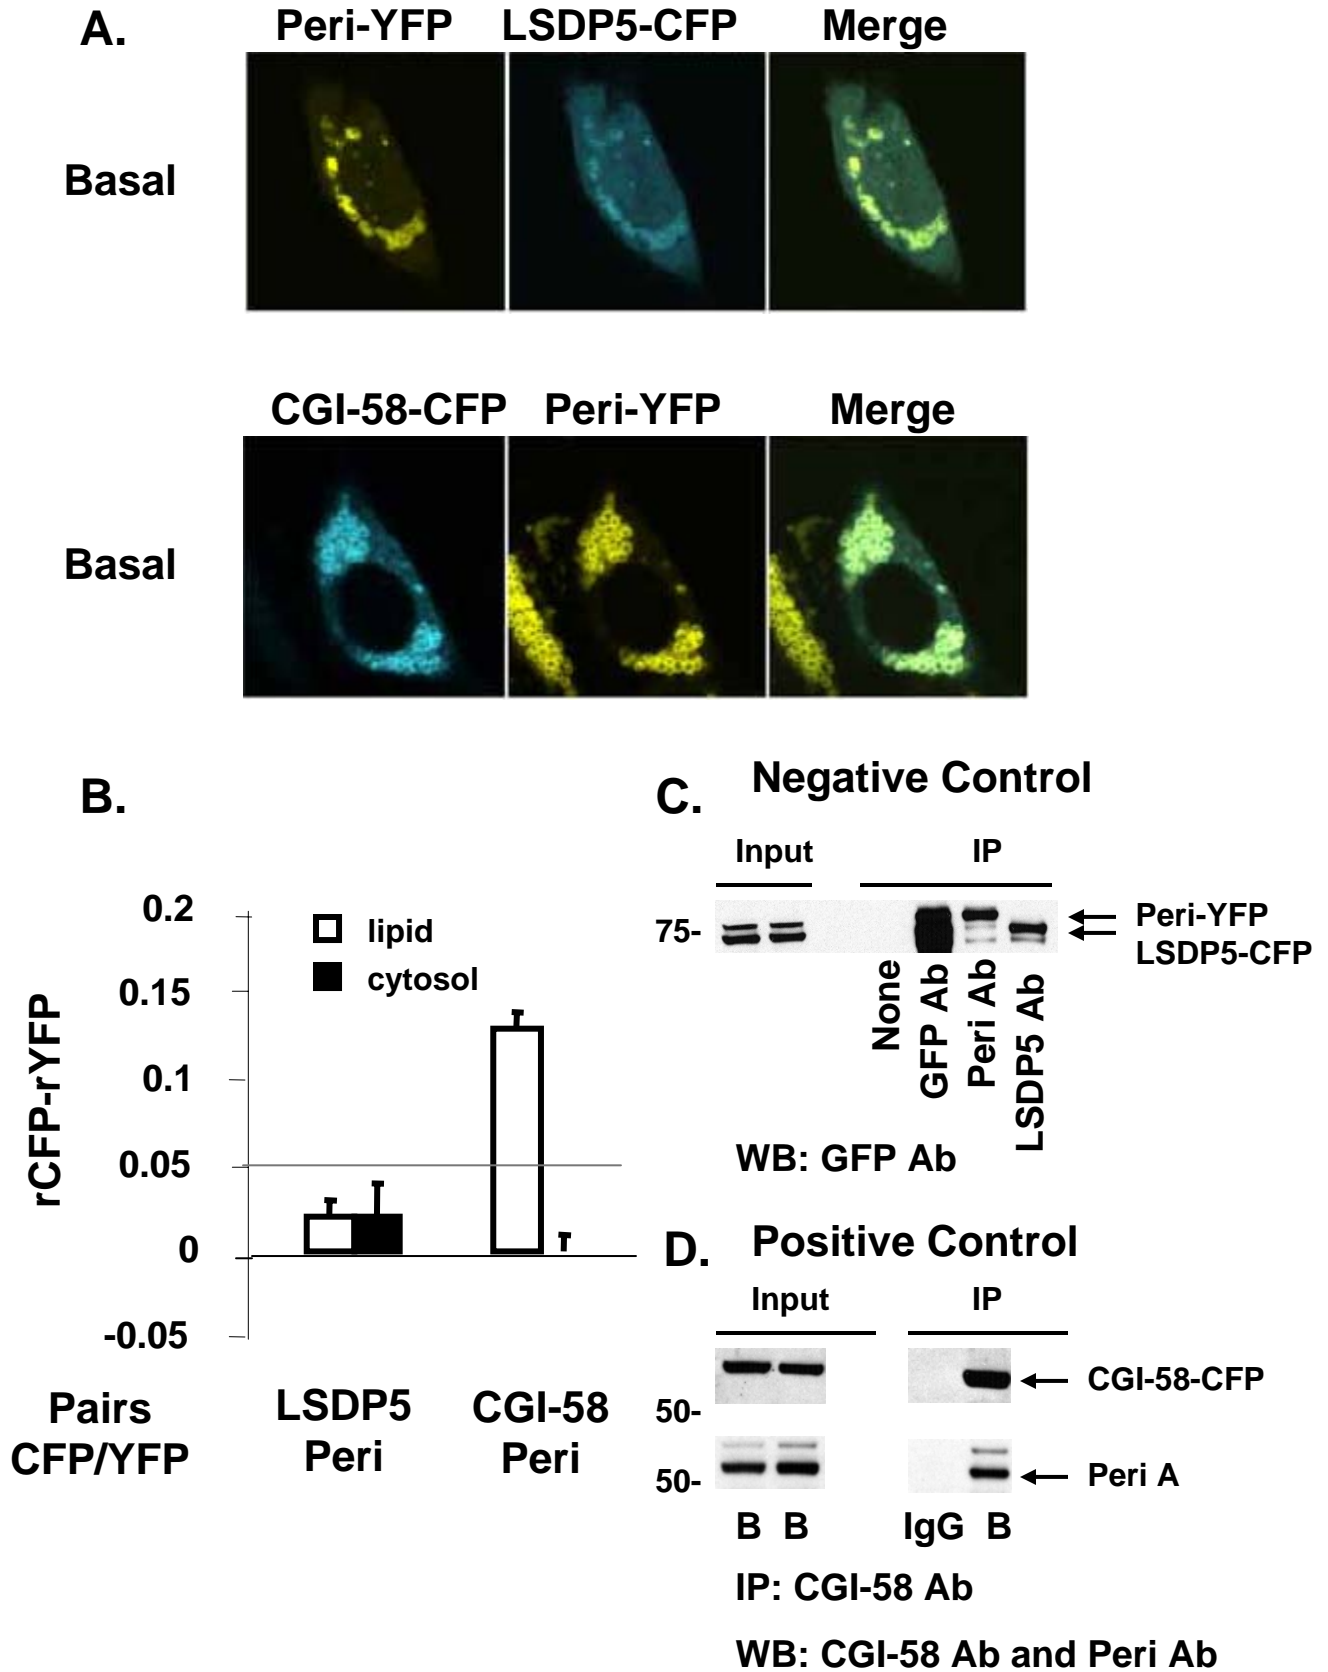 A.
Peri-YFP LSDP5-CFP Merge
Basal
CGI-58-CFP Peri-YFP Merge
Basal
B.
0.2
0.15
0.1
0.05
0
-0.05
rCFP-rYFP
lipid
cytosol
Pairs
CFP/YFP
LSDP5
Peri
CGI-58
Peri
C.
Negative Control
Input IP
75-
Peri-YFP
LSDP5-CFP
None
GFP Ab
Peri Ab
LSDP5 Ab
WB: GFP Ab
D.
Positive Control
Input IP
50-
CGI-58-CFP
50-
Peri A
B B IgG B
IP: CGI-58 Ab
WB: CGI-58 Ab and Peri Ab